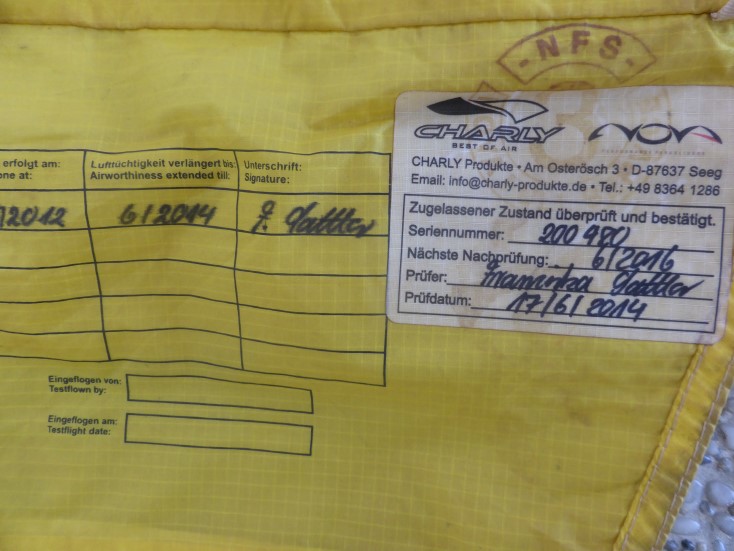 NFS
CHARLY
BEST OF AIR
NOVA
CHARLY Produkte • Am Osterösch 3 • D-87637 Seeg
Email: info@charly-produkte.de • Tel.: +49 8364 1286
Zugelassener Zustand überprüft und bestätigt.
Seriennummer: 200 480
Nächste Nachprüfung: 6/2016
Prüfer:
Prüfdatum: 17/6/2014
erfolgt am: Lufttüchtigkeit verlängert bis: Unterschrift:
ne at: Airworthiness extended till: Signature:
/2012 6/2014
Eingeflogen von:
Testflown by:
Eingeflogen am:
Testflight date: